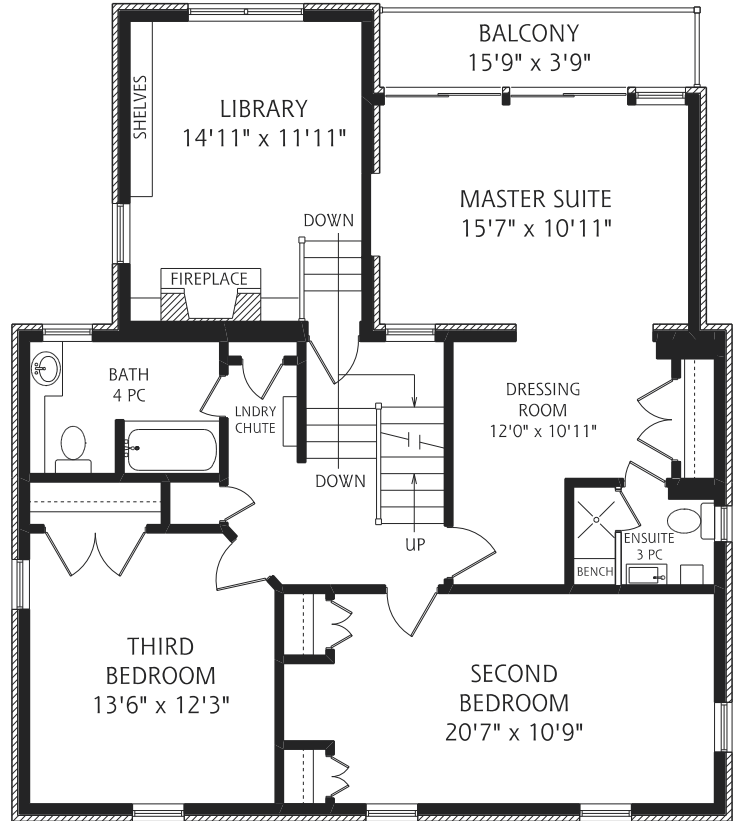 BALCONY
15'9" x 3'9"
SHELVES
LIBRARY
14'11" x 11'11"
MASTER SUITE
15'7" x 10'11"
DOWN
FIREPLACE
BATH
4 PC
LNDRY
CHUTE
DRESSING
ROOM
12'0" x 10'11"
DOWN
UP
ENSUITE
3 PC
BENCH
THIRD
BEDROOM
13'6" x 12'3"
SECOND
BEDROOM
20'7" x 10'9"